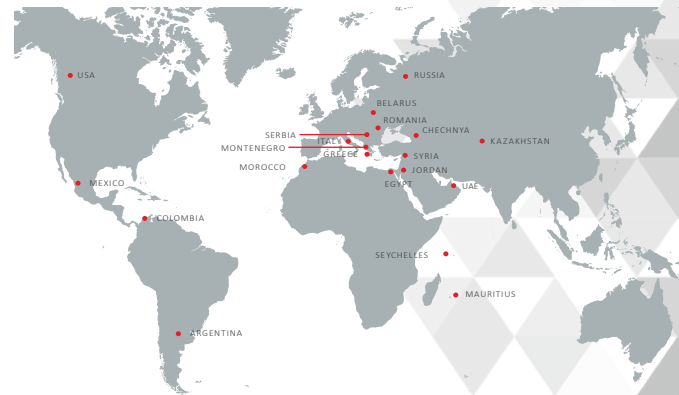 USA
RUSSIA
BELARUS
ROMANIA
CHECHNYA
SERBIA
ITALY
KAZAKHSTAN
MONTENEGRO
GREECE
SYRIA
MOROCCO
JORDAN
EGYPT
UAE
MEXICO
COLOMBIA
SEYCHELLES
MAURITIUS
ARGENTINA